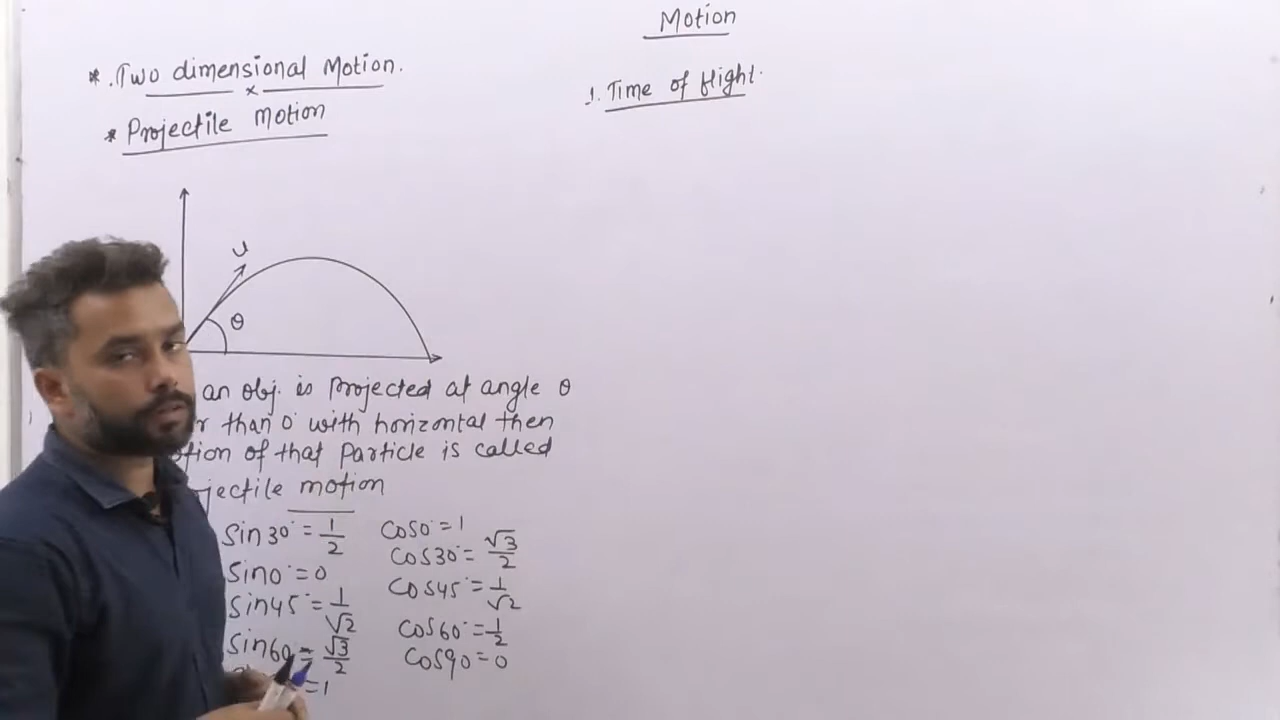 Motion
* .Two dimensional Motion.
x
* Projectile Motion
1. Time of flight.
u
θ
an obj. is projected at angle θ
than 0° with horizontal then
of that Particle is called
motion
sin30° = 1/2
sin0° = 0
sin45° = 1/√2
sin60 = √3/2
= 1
cos0° = 1
cos30° = √3/2
cos45° = 1/√2
cos60° = 1/2
cos90 = 0